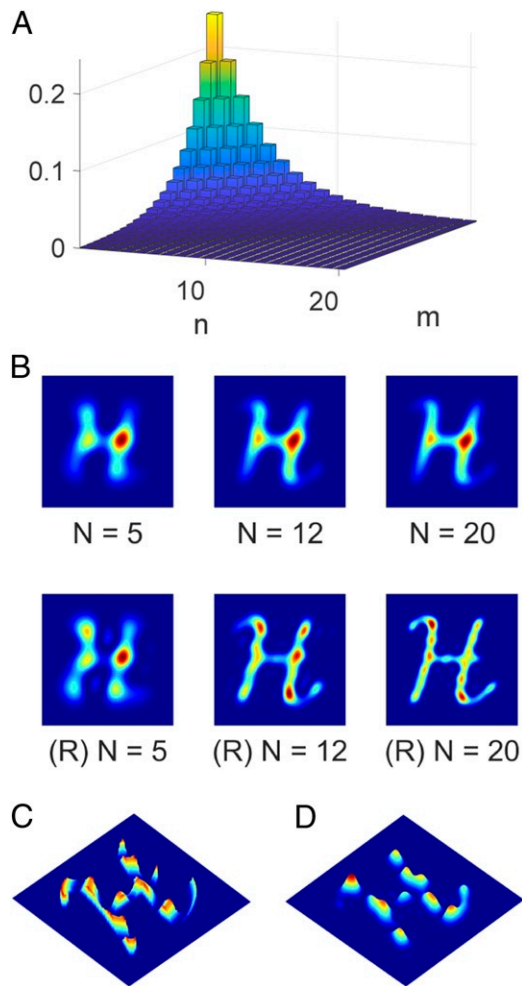 A
0.2
0.1
0
10
20
n
m
B
H H H
N = 5 N = 12 N = 20
H H H
(R) N = 5 (R) N = 12 (R) N = 20
C D